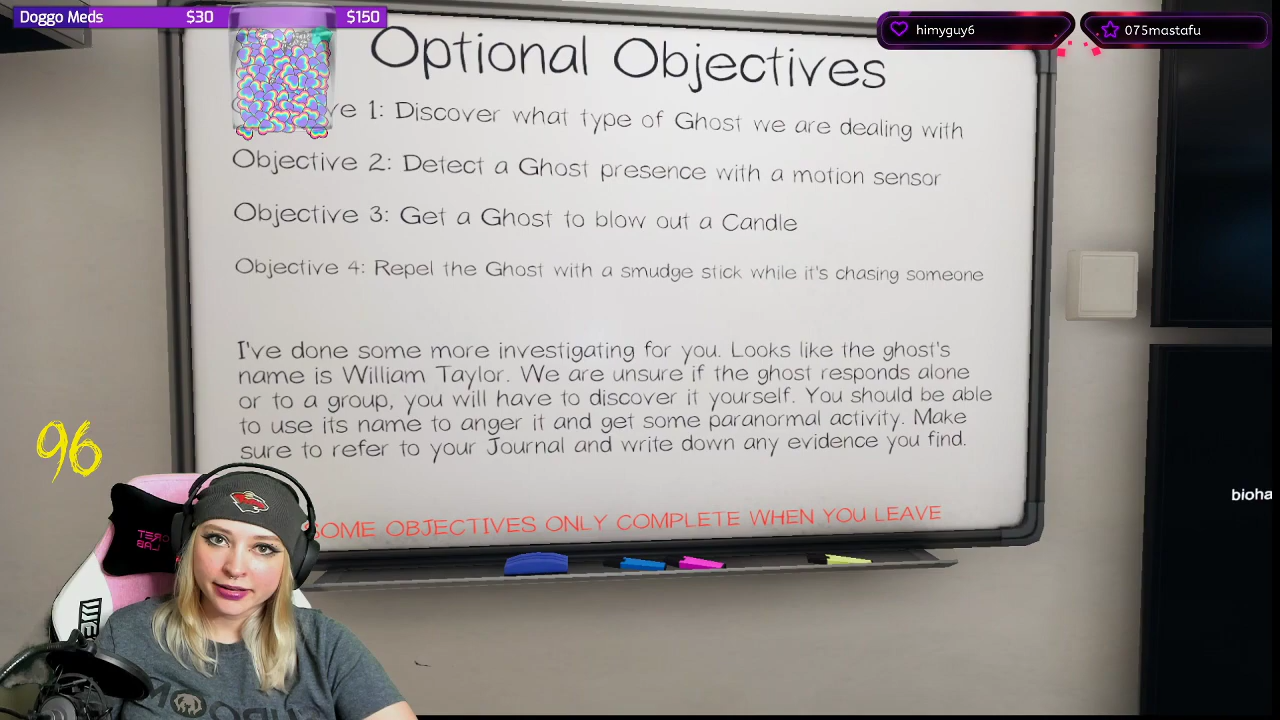 Doggo Meds $30 $150
himyguy6
075mastafu
Optional Objectives
ve 1: Discover what type of Ghost we are dealing with
Objective 2: Detect a Ghost presence with a motion sensor
Objective 3: Get a Ghost to blow out a Candle
Objective 4: Repel the Ghost with a smudge stick while it's chasing someone
I've done some more investigating for you. Looks like the ghost's
name is William Taylor. We are unsure if the ghost responds alone
or to a group, you will have to discover it yourself. You should be able
to use its name to anger it and get some paranormal activity. Make
sure to refer to your Journal and write down any evidence you find.
96
bioha
SOME OBJECTIVES ONLY COMPLETE WHEN YOU LEAVE